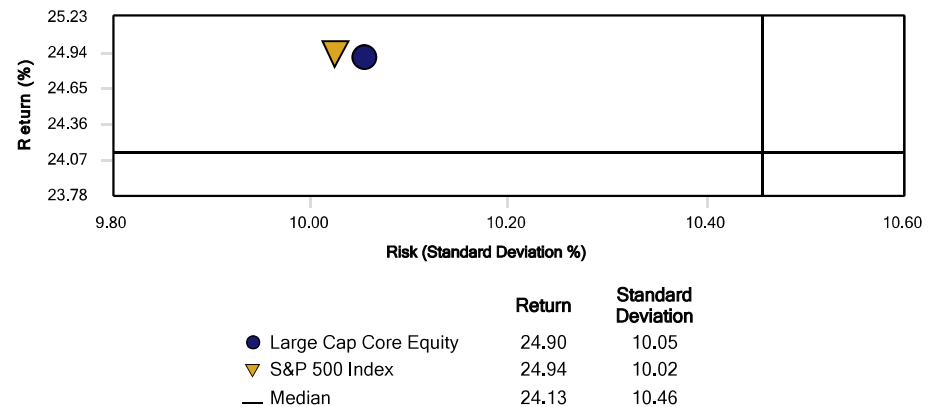 25.23
24.94
24.65
24.36
24.07
23.78
Return (%)
9.80 10.00 10.20 10.40 10.60
Risk (Standard Deviation %)
Return Standard Deviation
Large Cap Core Equity 24.90 10.05
S&P 500 Index 24.94 10.02
Median 24.13 10.46